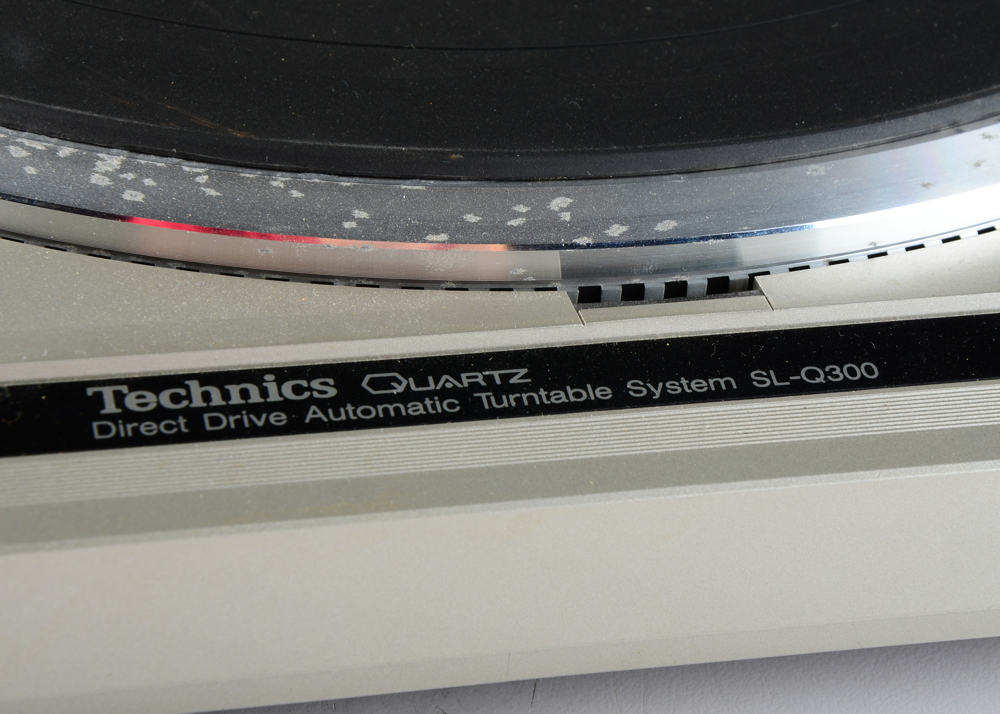 Technics QUARTZ
Direct Drive Automatic Turntable System SL-Q300